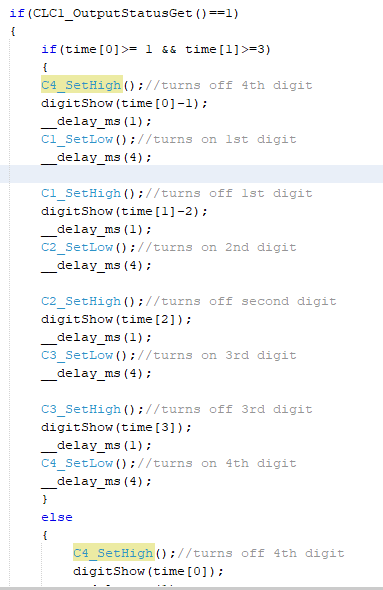 if(CLC1_OutputStatusGet()==1)
{
if(time[0]>= 1 && time[1]>=3)
{
C4_SetHigh();//turns off 4th digit
digitShow(time[0]-1);
__delay_ms(1);
C1_SetLow();//turns on 1st digit
__delay_ms(4);
C1_SetHigh();//turns off 1st digit
digitShow(time[1]-2);
__delay_ms(1);
C2_SetLow();//turns on 2nd digit
__delay_ms(4);
C2_SetHigh();//turns off second digit
digitShow(time[2]);
__delay_ms(1);
C3_SetLow();//turns on 3rd digit
__delay_ms(4);
C3_SetHigh();//turns off 3rd digit
digitShow(time[3]);
__delay_ms(1);
C4_SetLow();//turns on 4th digit
__delay_ms(4);
}
else
{
C4_SetHigh();//turns off 4th digit
digitShow(time[0]);